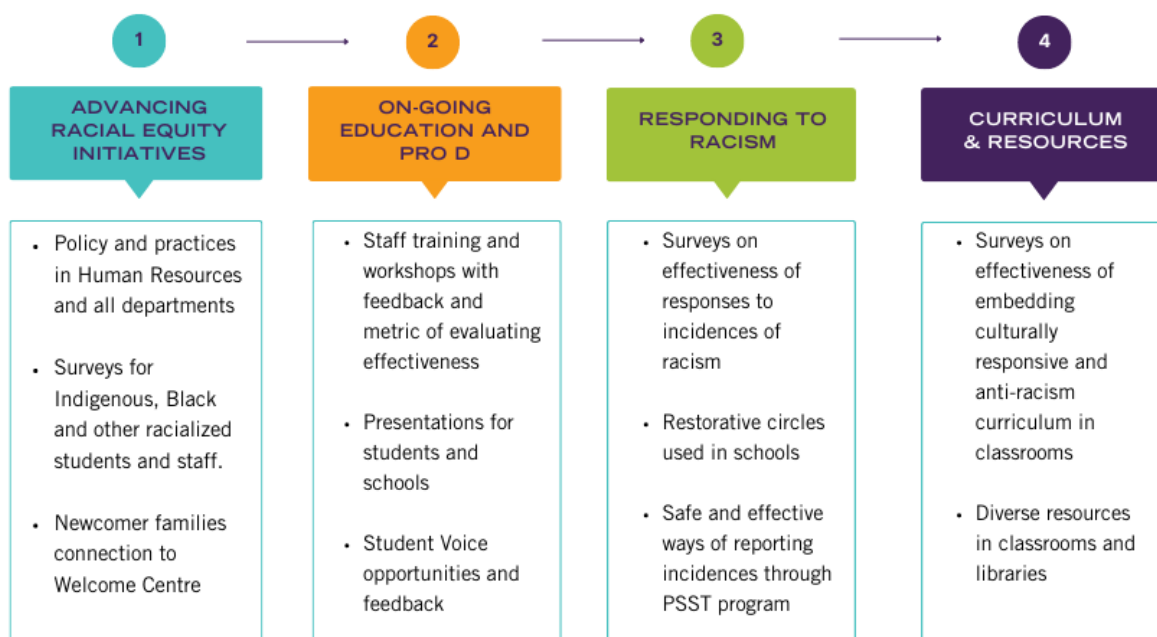 1
ADVANCING
RACIAL EQUITY
INITIATIVES
• Policy and practices
in Human Resources
and all departments
• Surveys for
Indigenous, Black
and other racialized
students and staff.
• Newcomer families
connection to
Welcome Centre
2
ON-GOING
EDUCATION AND
PRO D
• Staff training and
workshops with
feedback and
metric of evaluating
effectiveness
• Presentations for
students and
schools
• Student Voice
opportunities and
feedback
3
RESPONDING TO
RACISM
• Surveys on
effectiveness of
responses to
incidences of
racism
• Restorative circles
used in schools
• Safe and effective
ways of reporting
incidences through
PSST program
4
CURRICULUM
& RESOURCES
• Surveys on
effectiveness of
embedding
culturally
responsive and
anti-racism
curriculum in
classrooms
• Diverse resources
in classrooms and
libraries